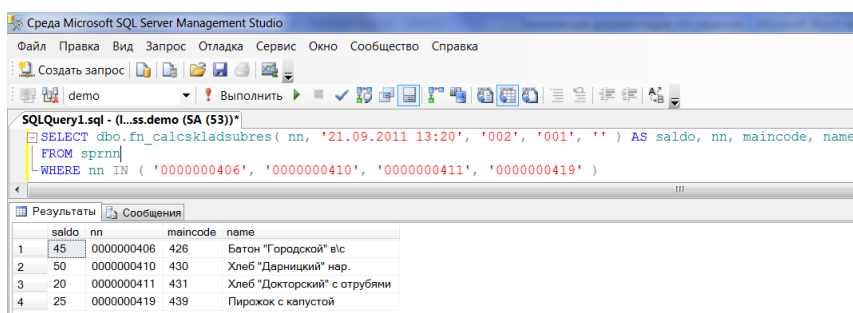 Среда Microsoft SQL Server Management Studio
Файл Правка Вид Запрос Отладка Сервис Окно Сообщество Справка
Создать запрос
demo Выполнить
SQLQuery1.sql - (l...ss.demo (SA (53))*
SELECT dbo.fn_calcskladsubres( nn, '21.09.2011 13:20', '002', '001', '' ) AS saldo, nn, maincode, name
FROM sprnn
WHERE nn IN ( '0000000406', '0000000410', '0000000411', '0000000419' )
Результаты Сообщения
saldo nn maincode name
1 45 0000000406 426 Батон "Городской" в\с
2 50 0000000410 430 Хлеб "Дарницкий" нар.
3 20 0000000411 431 Хлеб "Докторский" с отрубями
4 25 0000000419 439 Пирожок с капустой